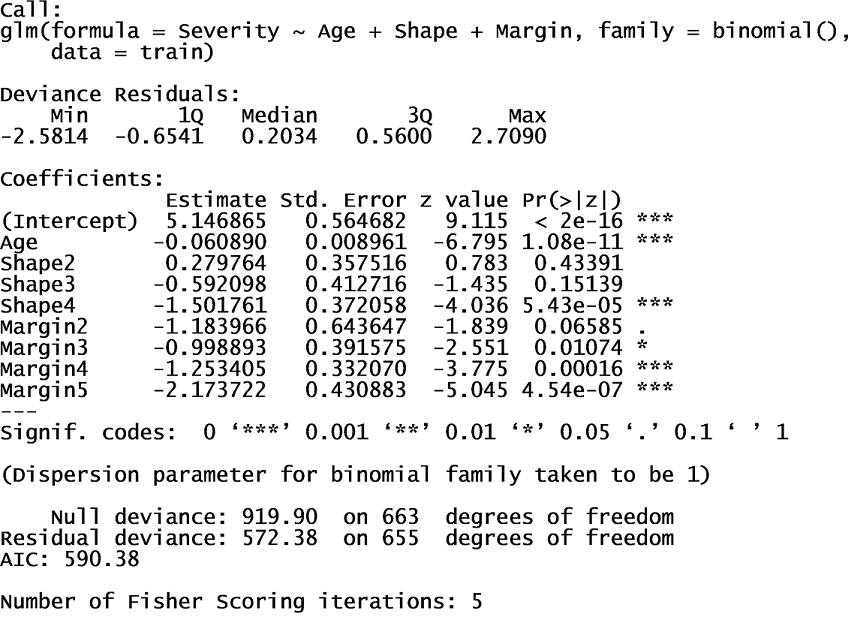 Call:
glm(formula = Severity ~ Age + Shape + Margin, family = binomial(),
    data = train)

Deviance Residuals:
    Min       1Q   Median       3Q      Max
-2.5814  -0.6541   0.2034   0.5600   2.7090

Coefficients:
             Estimate Std. Error z value Pr(>|z|)
(Intercept)  5.146865   0.564682   9.115  < 2e-16 ***
Age         -0.060890   0.008961  -6.795 1.08e-11 ***
Shape2       0.279764   0.357516   0.783  0.43391
Shape3      -0.592098   0.412716  -1.435  0.15139
Shape4      -1.501761   0.372058  -4.036 5.43e-05 ***
Margin2     -1.183966   0.643647  -1.839  0.06585 .
Margin3     -0.998893   0.391575  -2.551  0.01074 *
Margin4     -1.253405   0.332070  -3.775  0.00016 ***
Margin5     -2.173722   0.430883  -5.045 4.54e-07 ***
---
Signif. codes:  0 ‘***’ 0.001 ‘**’ 0.01 ‘*’ 0.05 ‘.’ 0.1 ‘ ’ 1

(Dispersion parameter for binomial family taken to be 1)

    Null deviance: 919.90  on 663  degrees of freedom
Residual deviance: 572.38  on 655  degrees of freedom
AIC: 590.38

Number of Fisher Scoring iterations: 5